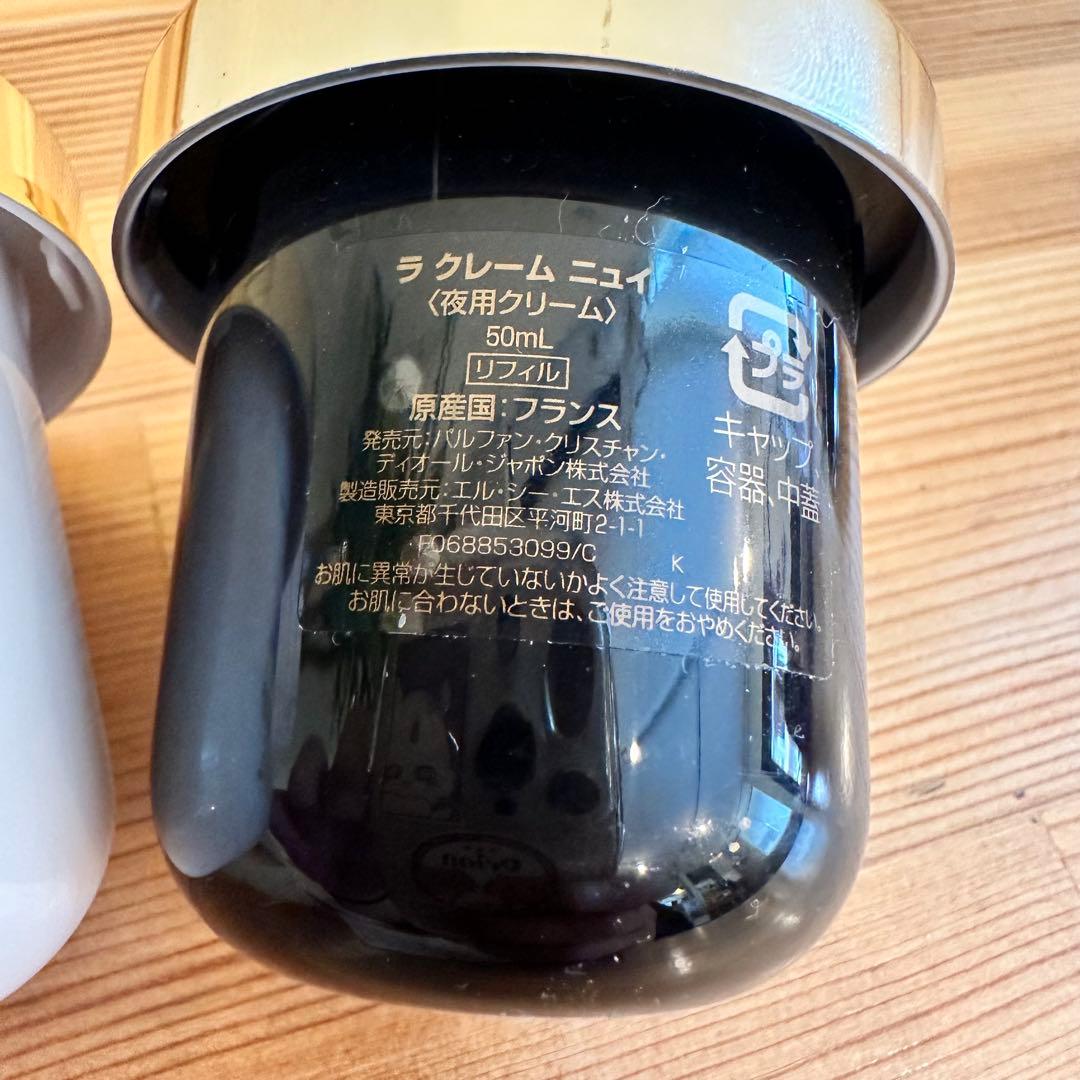 ラ クレーム ニュイ
〈夜用クリーム〉
50mL
リフィル
原産国:フランス
発売元:パルファン・クリスチャン・
ディオール・ジャポン株式会社
製造販売元:エル・シー・エス株式会社
東京都千代田区平河町2-1-1
F068853099/C K
お肌に異常が生じていないかよく注意して使用してください。
お肌に合わないときは、ご使用をおやめください。
プラ
キャップ
容器、中蓋